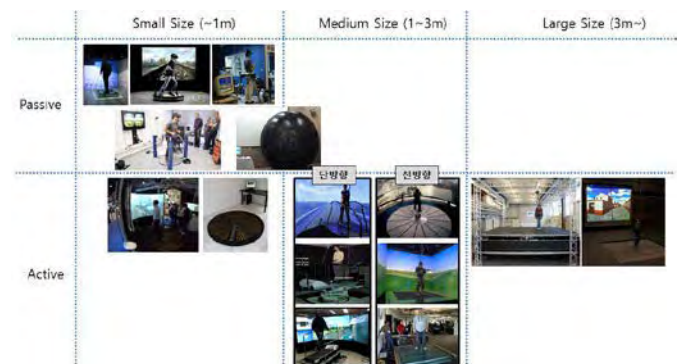 Small Size (~1m)
Medium Size (1~3m)
Large Size (3m~)
Passive
단방향
전방향
Active